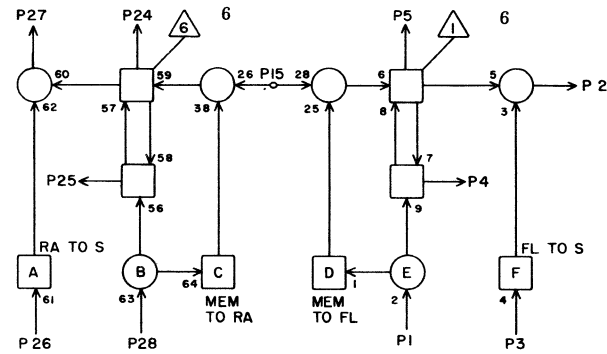 P27 P24 6 6 P5 1 6
60 59 26 P15 28 6 5 P2
62 57 38 25 8 3
58 7
P25 P4
56 9
RA TO S FL TO S
A B C D E F
61 63 64 MEM TO RA MEM TO FL 1 2 4
P26 P28 P1 P3